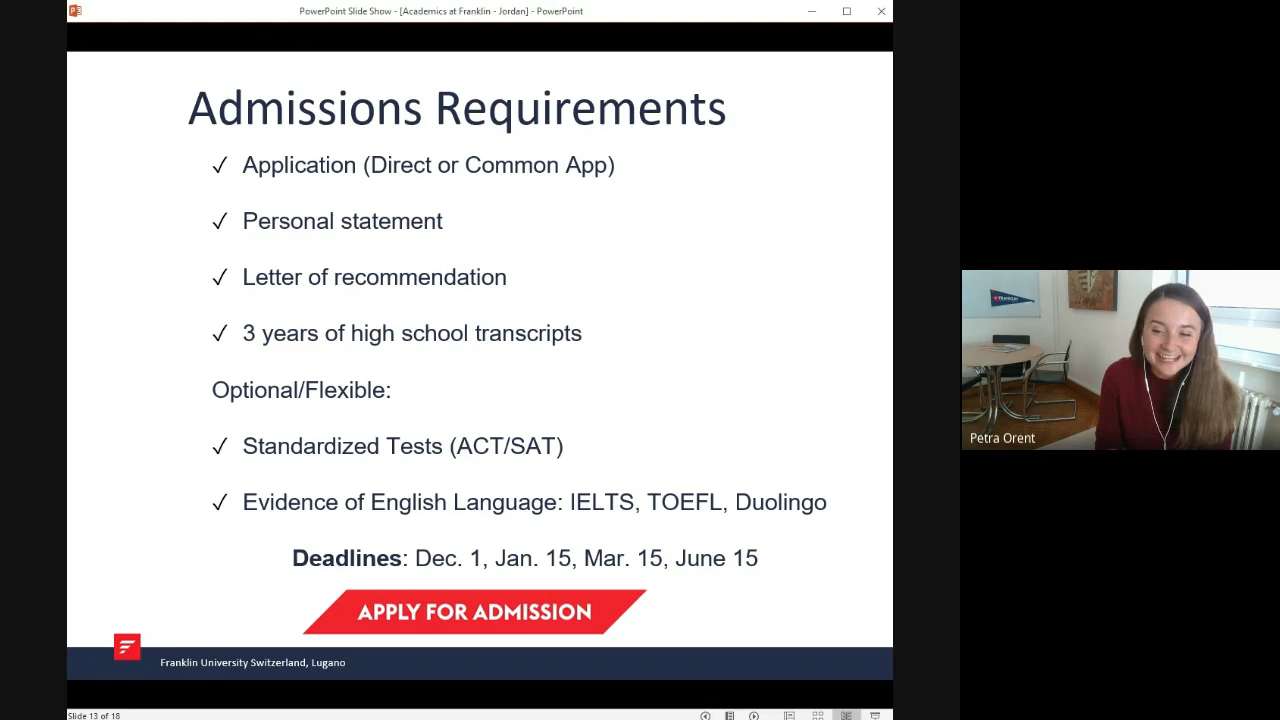 PowerPoint Slide Show - [Academics at Franklin - Jordan] - PowerPoint
Admissions Requirements
✓ Application (Direct or Common App)
✓ Personal statement
✓ Letter of recommendation
✓ 3 years of high school transcripts
Optional/Flexible:
✓ Standardized Tests (ACT/SAT)
✓ Evidence of English Language: IELTS, TOEFL, Duolingo
Deadlines: Dec. 1, Jan. 15, Mar. 15, June 15
APPLY FOR ADMISSION
Franklin University Switzerland, Lugano
Slide 13 of 18
FRANKLIN
Petra Orent